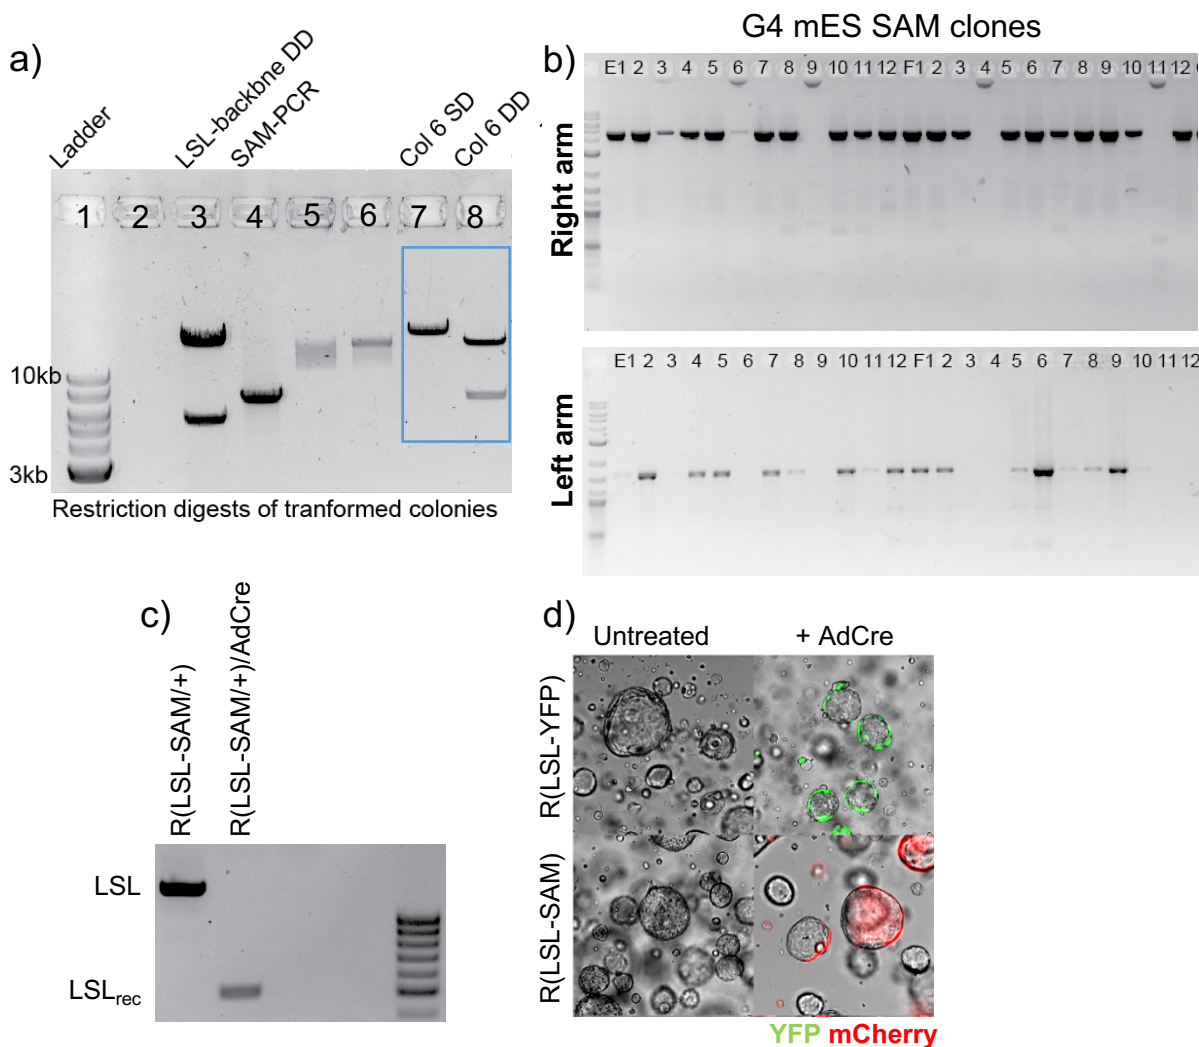 a)
Ladder
LSL-backbne DD
SAM-PCR
Col 6 SD
Col 6 DD
1 2 3 4 5 6 7 8
10kb
3kb
Restriction digests of tranformed colonies
G4 mES SAM clones
b)
Right arm
E1 2 3 4 5 6 7 8 9 10 11 12 F1 2 3 4 5 6 7 8 9 10 11 12
Left arm
E1 2 3 4 5 6 7 8 9 10 11 12 F1 2 3 4 5 6 7 8 9 10 11 12
c)
R(LSL-SAM/+)
R(LSL-SAM/+)/AdCre
LSL
LSLrec
d)
Untreated + AdCre
R(LSL-YFP)
R(LSL-SAM)
YFP mCherry